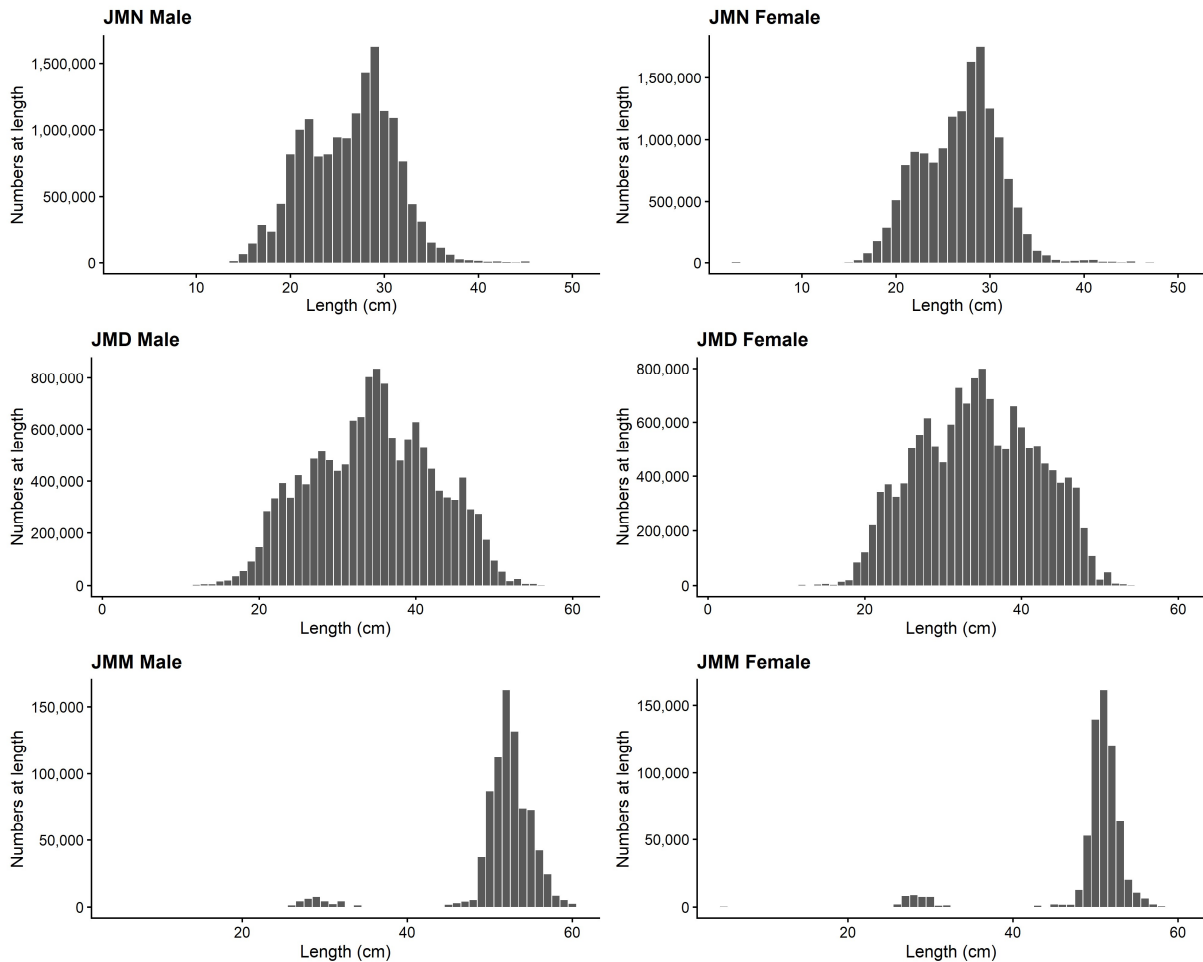 JMN Male
Numbers at length
1,500,000
1,000,000
500,000
0
10
20
30
40
50
Length (cm)
JMN Female
Numbers at length
1,500,000
1,000,000
500,000
0
10
20
30
40
50
Length (cm)
JMD Male
Numbers at length
800,000
600,000
400,000
200,000
0
0
20
40
60
Length (cm)
JMD Female
Numbers at length
800,000
600,000
400,000
200,000
0
0
20
40
60
Length (cm)
JMM Male
Numbers at length
150,000
100,000
50,000
0
20
40
60
Length (cm)
JMM Female
Numbers at length
150,000
100,000
50,000
0
20
40
60
Length (cm)